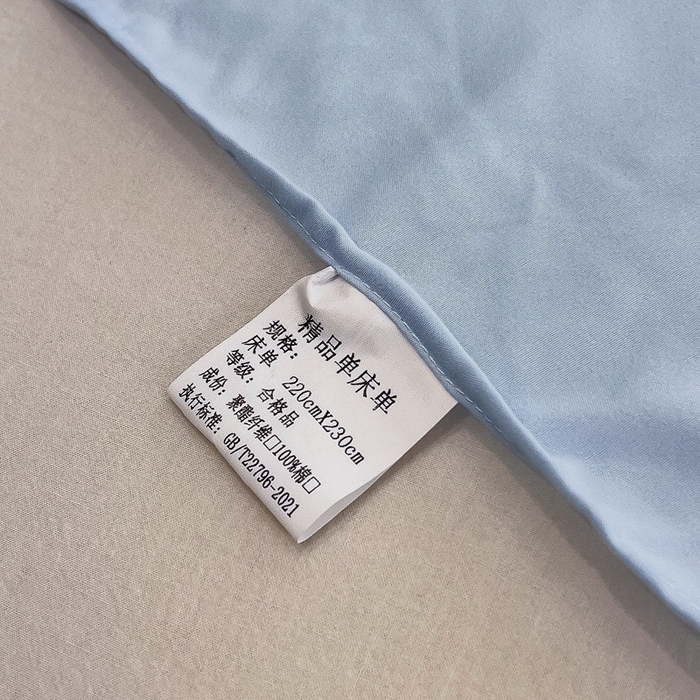 精品单床单
规格：
床单 220cmX230cm
等级：合格品
成份：聚酯纤维□100%棉□
执行标准：GB/T22796-2021